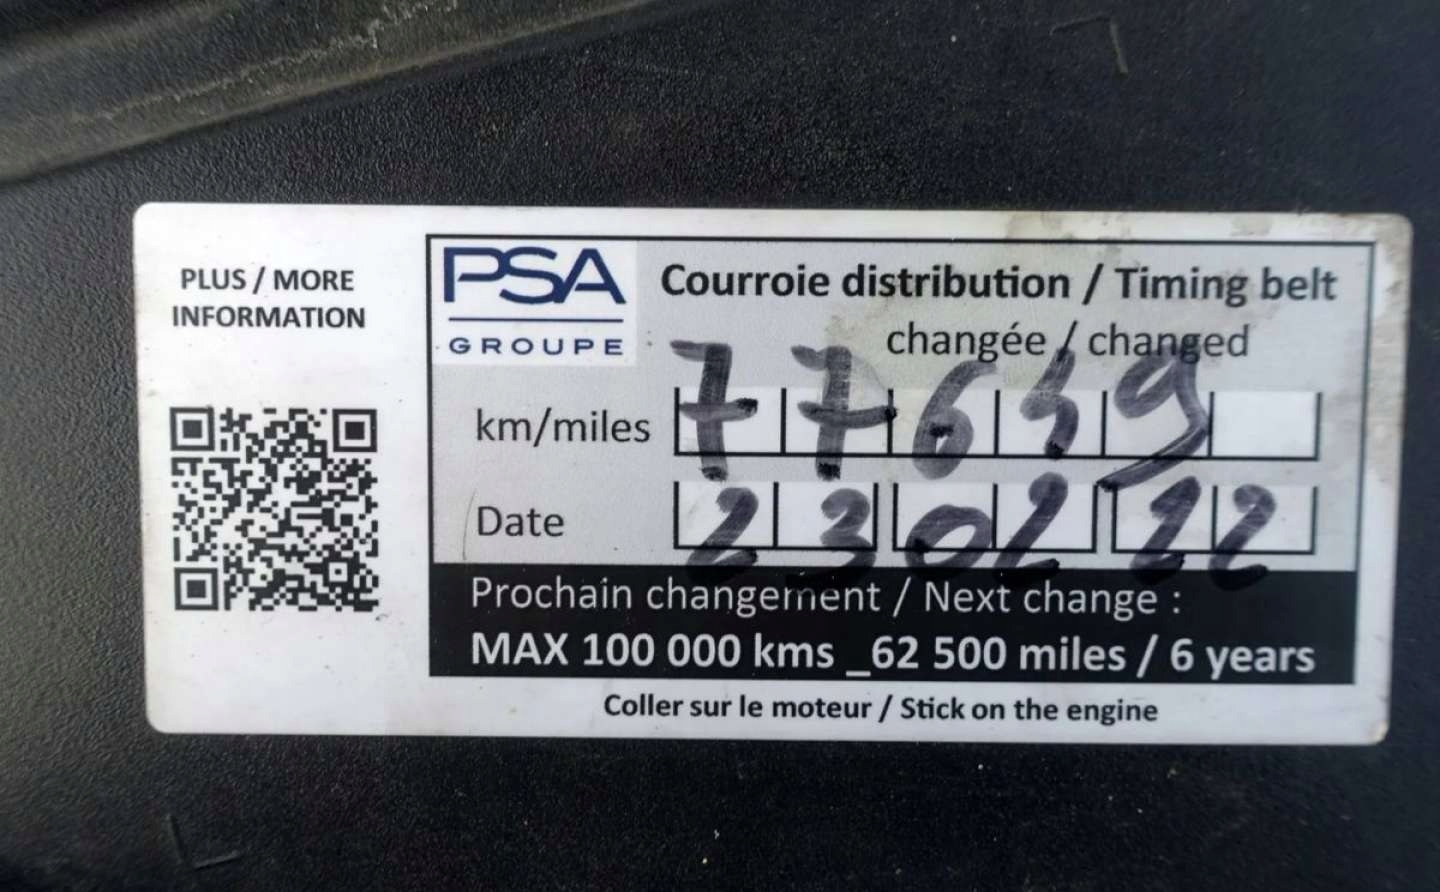 PLUS / MORE
INFORMATION
PSA
GROUPE
Courroie distribution / Timing belt
changée / changed
km/miles
Date 23 02 22
Prochain changement / Next change :
MAX 100 000 kms _62 500 miles / 6 years
Coller sur le moteur / Stick on the engine